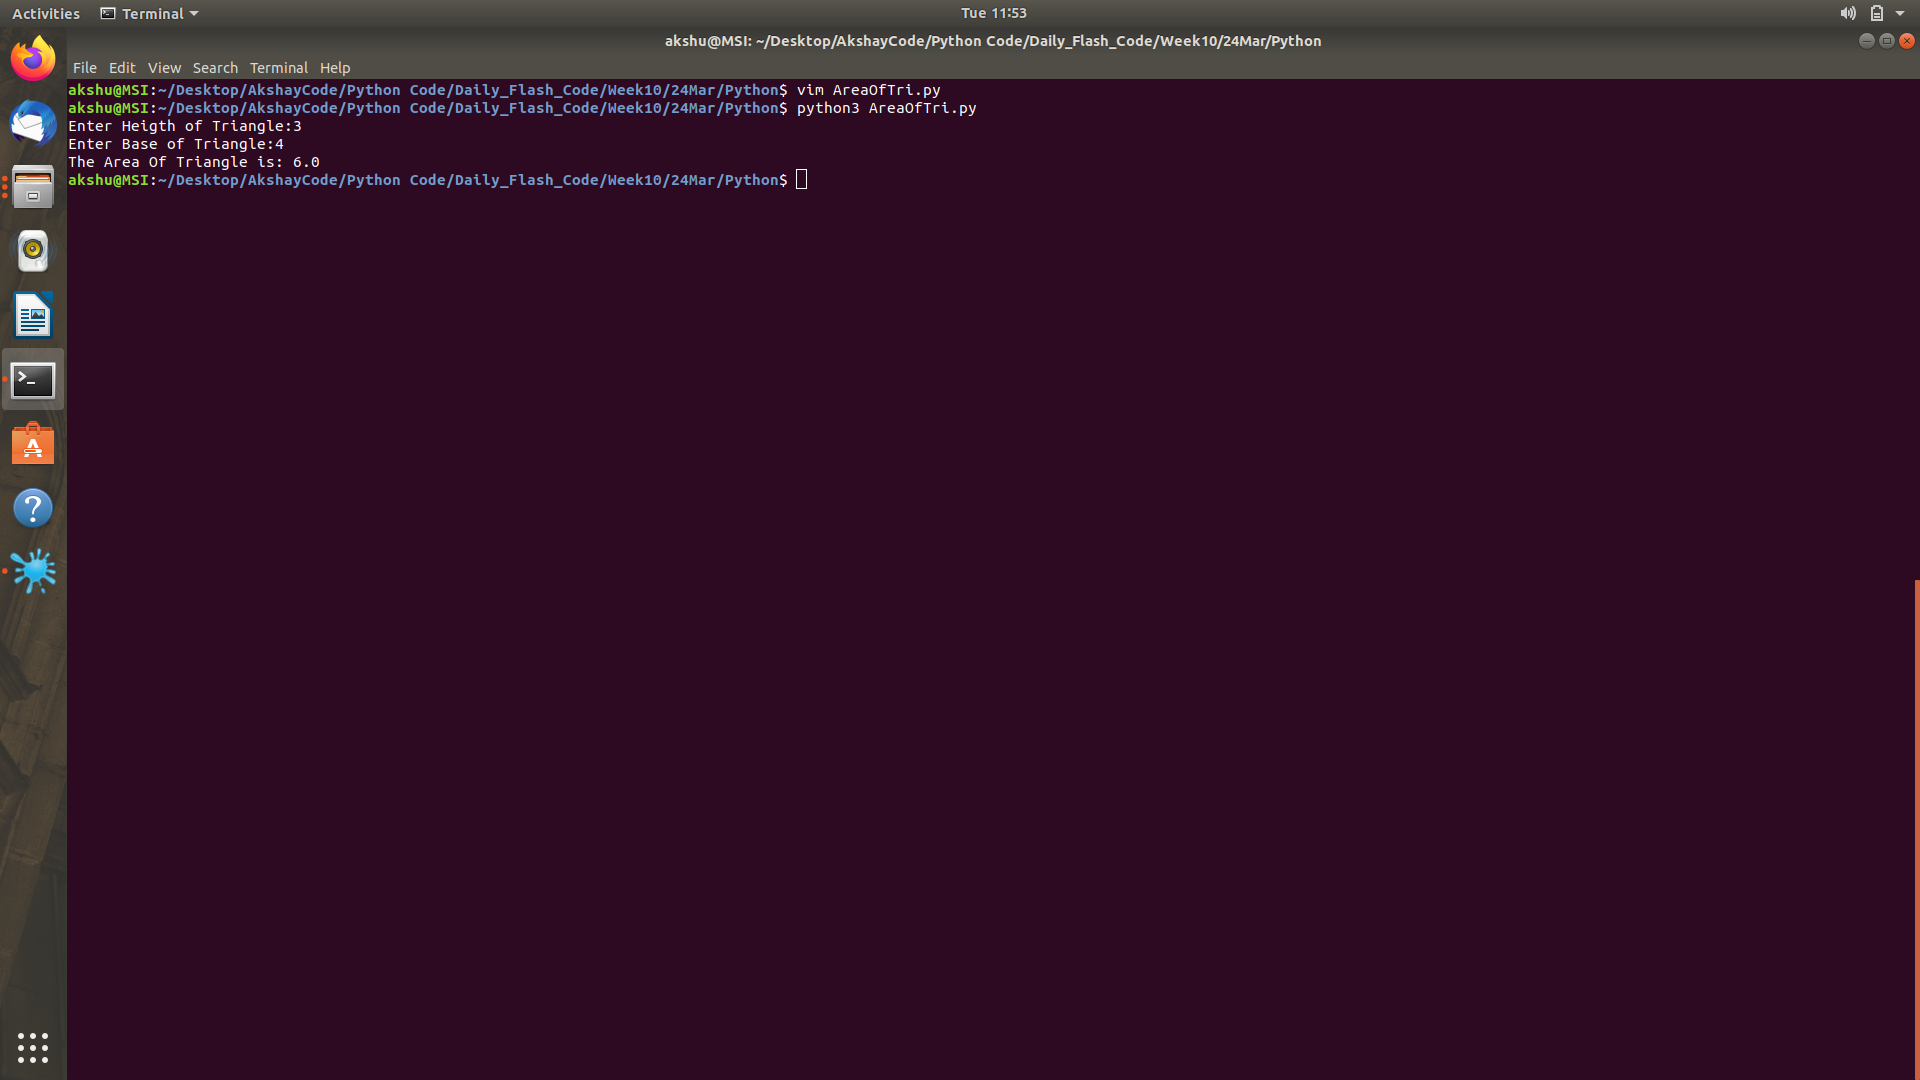 Activities Terminal Tue 11:53
akshu@MSI: ~/Desktop/AkshayCode/Python Code/Daily_Flash_Code/Week10/24Mar/Python
File Edit View Search Terminal Help
akshu@MSI:~/Desktop/AkshayCode/Python Code/Daily_Flash_Code/Week10/24Mar/Python$ vim AreaOfTri.py
akshu@MSI:~/Desktop/AkshayCode/Python Code/Daily_Flash_Code/Week10/24Mar/Python$ python3 AreaOfTri.py
Enter Heigth of Triangle:3
Enter Base of Triangle:4
The Area Of Triangle is: 6.0
akshu@MSI:~/Desktop/AkshayCode/Python Code/Daily_Flash_Code/Week10/24Mar/Python$